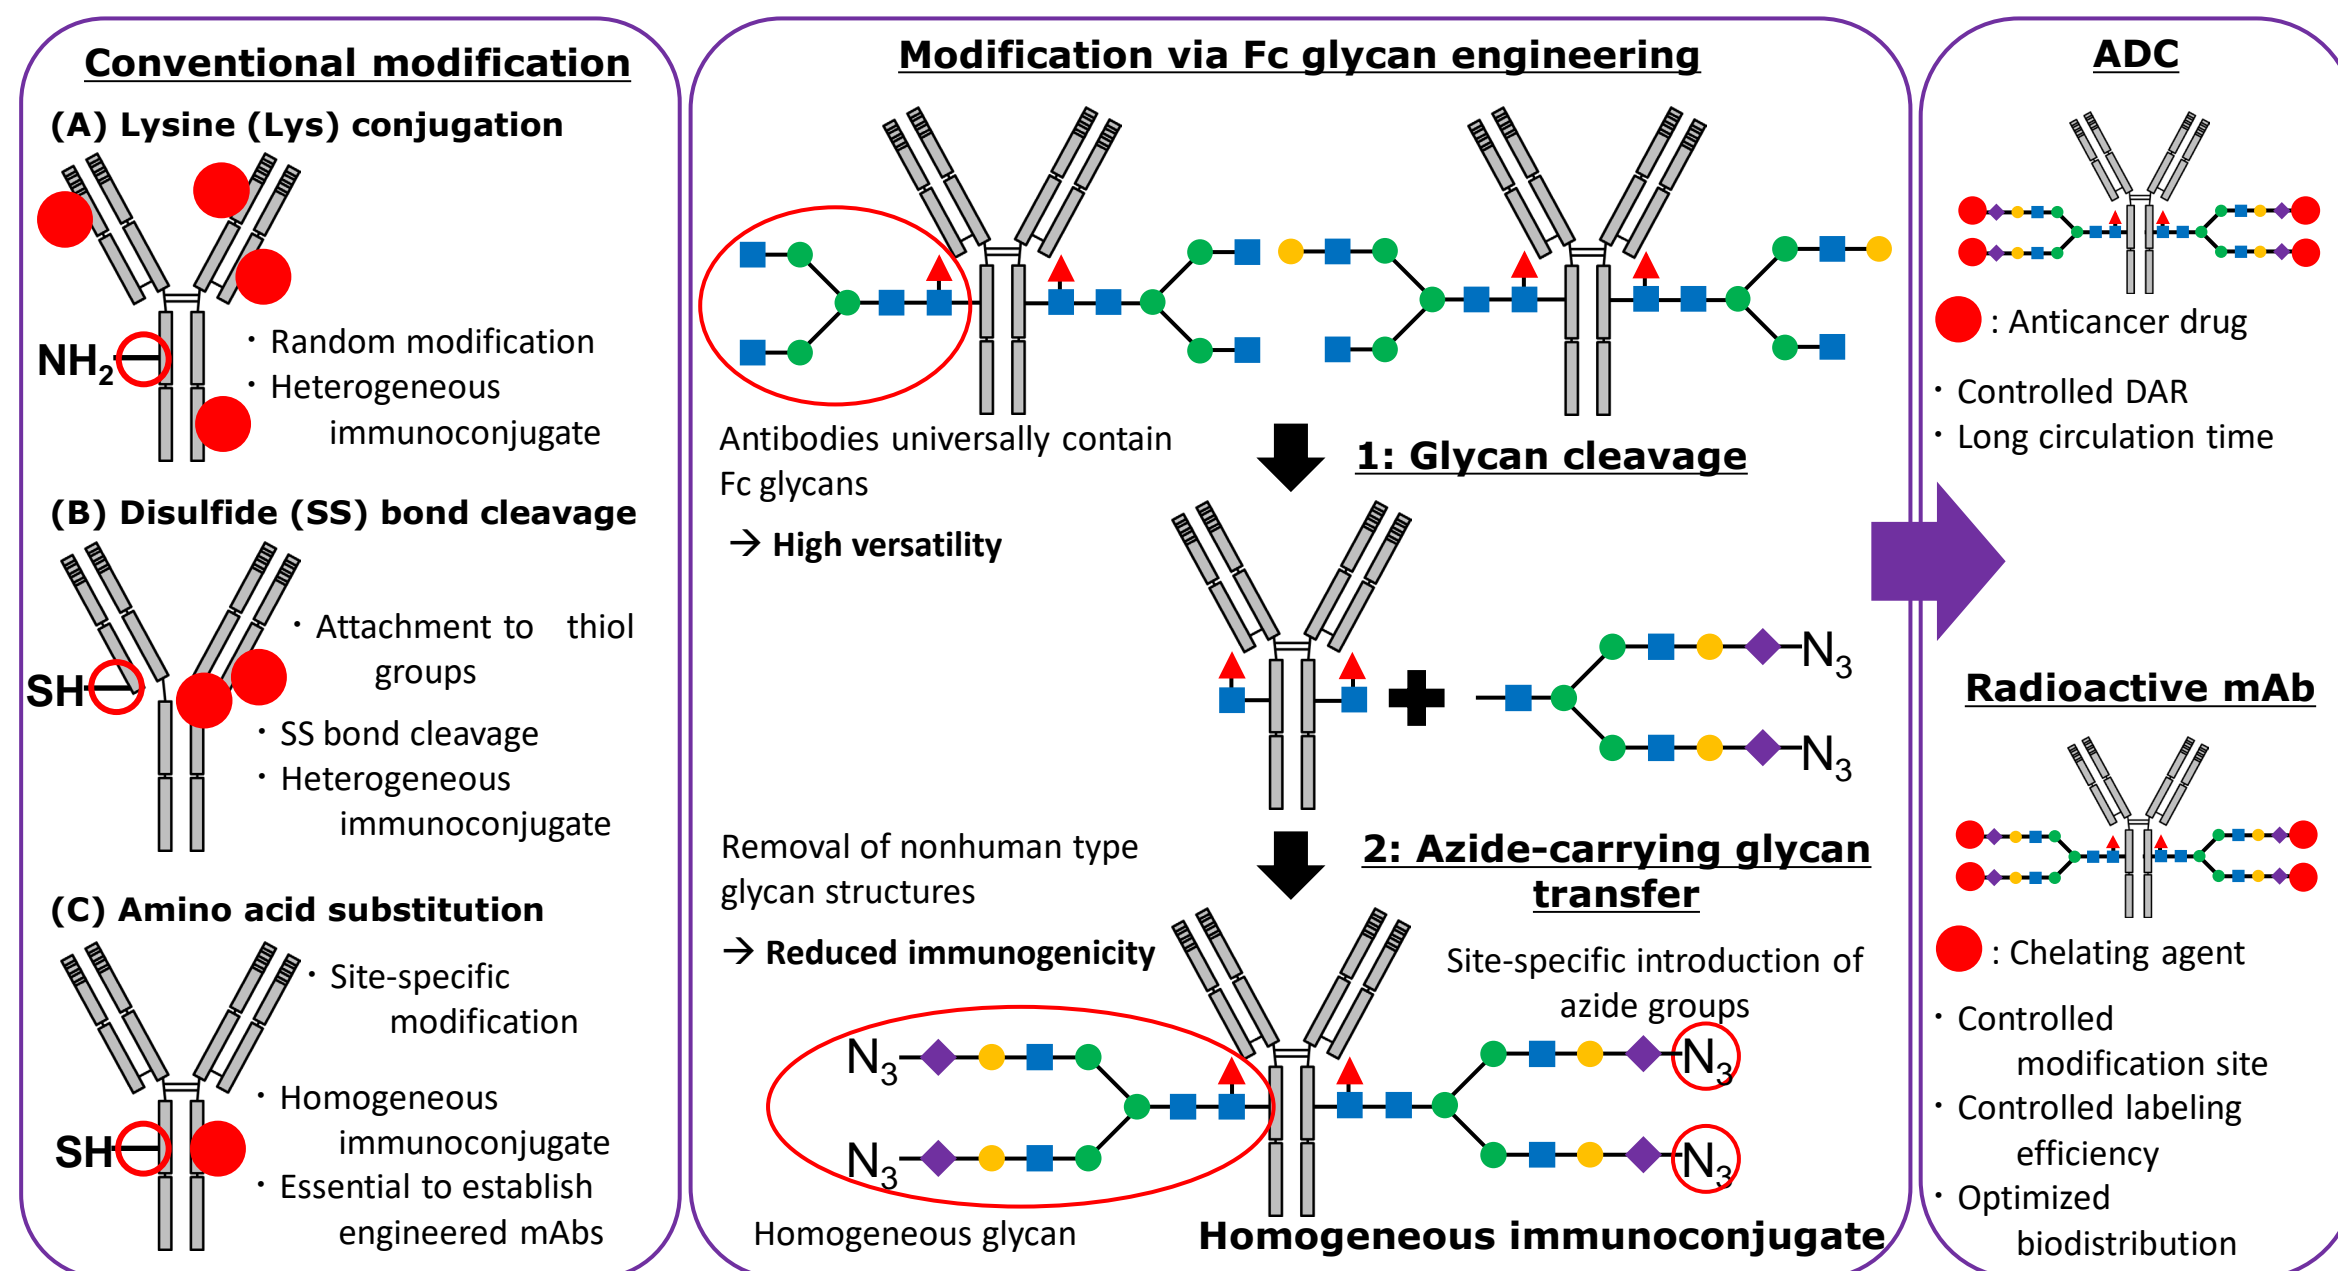 Conventional modification
(A) Lysine (Lys) conjugation
NH2
・Random modification
・Heterogeneous
immunoconjugate
(B) Disulfide (SS) bond cleavage
・Attachment to thiol
groups
SH
・SS bond cleavage
・Heterogeneous
immunoconjugate
(C) Amino acid substitution
・Site-specific
modification
・Homogeneous
immunoconjugate
SH
・Essential to establish
engineered mAbs
Modification via Fc glycan engineering
Antibodies universally contain
Fc glycans
→ High versatility
1: Glycan cleavage
N3
N3
Removal of nonhuman type
glycan structures
→ Reduced immunogenicity
2: Azide-carrying glycan
transfer
Site-specific introduction of
azide groups
N3
N3
N3
N3
Homogeneous glycan
Homogeneous immunoconjugate
ADC
: Anticancer drug
・Controlled DAR
・Long circulation time
Radioactive mAb
: Chelating agent
・Controlled
modification site
・Controlled labeling
efficiency
・Optimized
biodistribution